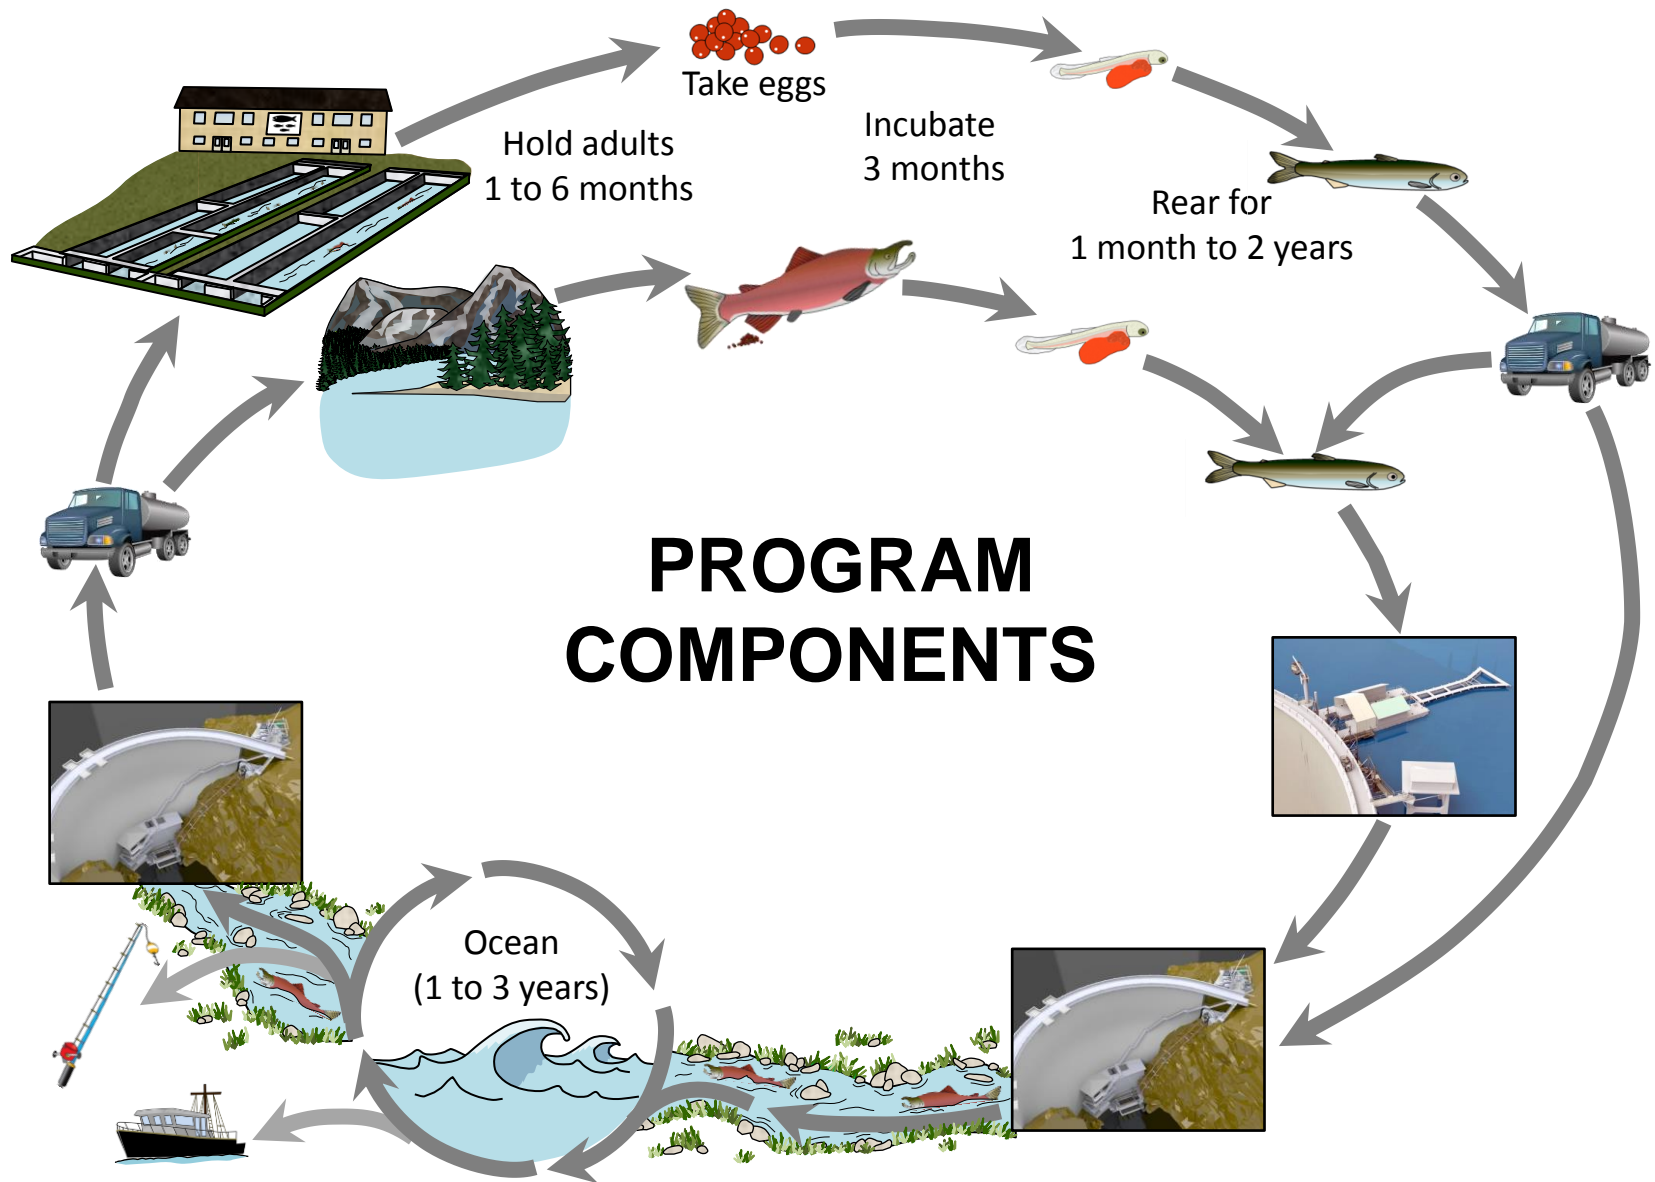 Take eggs
Hold adults
1 to 6 months
Incubate
3 months
Rear for
1 month to 2 years
PROGRAM
COMPONENTS
Ocean
(1 to 3 years)